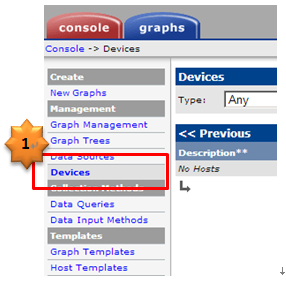 console graphs
Console -> Devices
Create
New Graphs
Management
Graph Management
Graph Trees
Data Sources
Devices
Collection Methods
Data Queries
Data Input Methods
Templates
Graph Templates
Host Templates
Devices
Type: Any
<< Previous
Description**
No Hosts
1